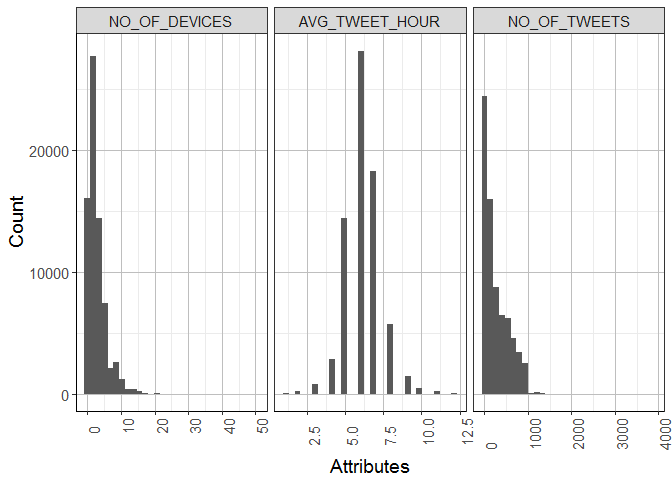 NO_OF_DEVICES AVG_TWEET_HOUR NO_OF_TWEETS
20000
10000
0
Count
0 10 20 30 40 50 2.5 5.0 7.5 10.0 12.5 0 1000 2000 3000 4000
Attributes